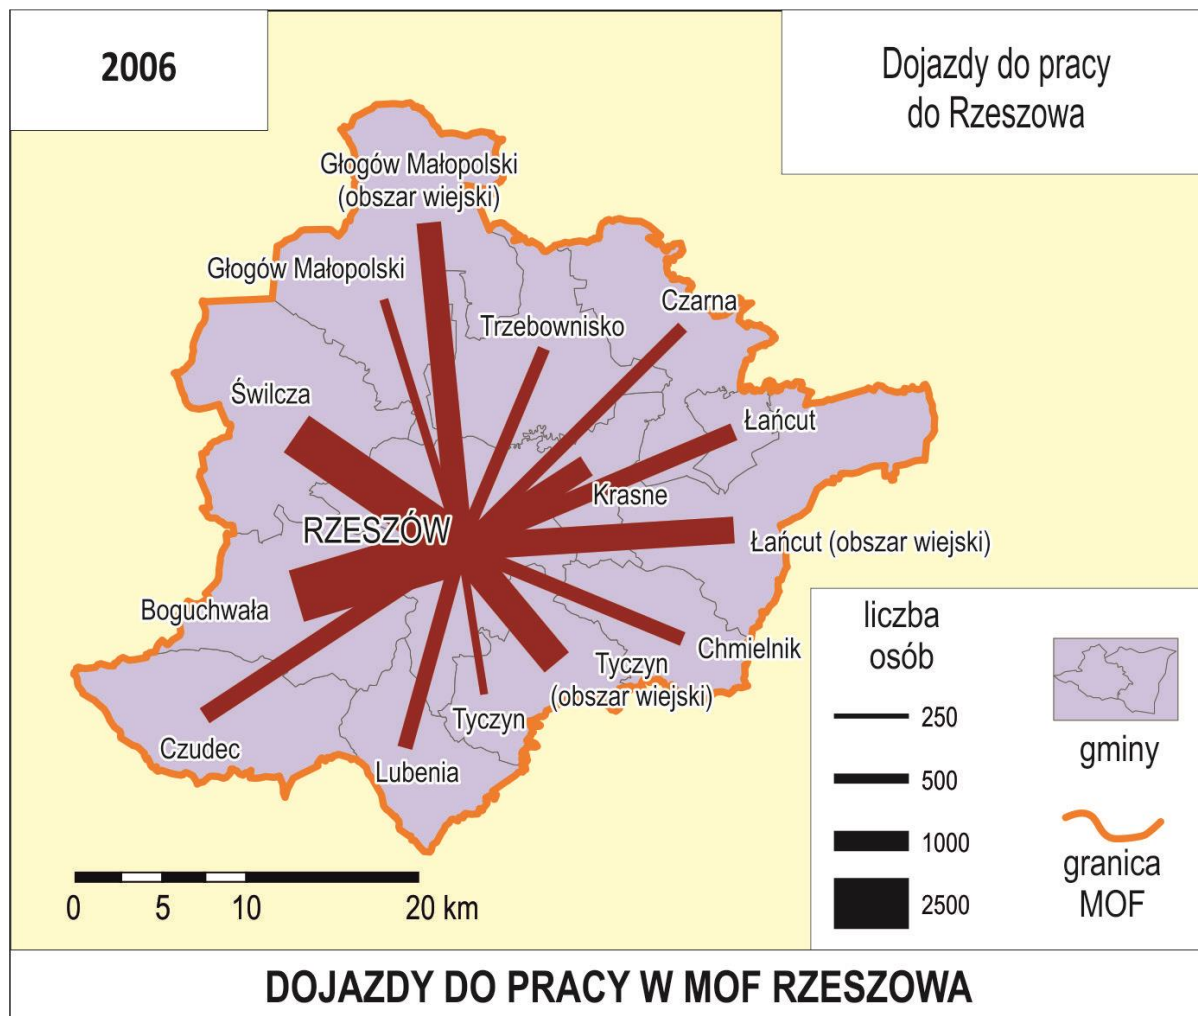 2006
Dojazdy do pracy
do Rzeszowa
Głogów Małopolski
(obszar wiejski)
Głogów Małopolski
Czarna
Trzebownisko
Świlcza
Łańcut
Krasne
RZESZÓW
Łańcut (obszar wiejski)
Boguchwała
Chmielnik
Tyczyn
(obszar wiejski)
Tyczyn
Czudec
Lubenia
liczba
osób
250
500
1000
2500
gminy
granica
MOF
0 5 10 20 km
DOJAZDY DO PRACY W MOF RZESZOWA